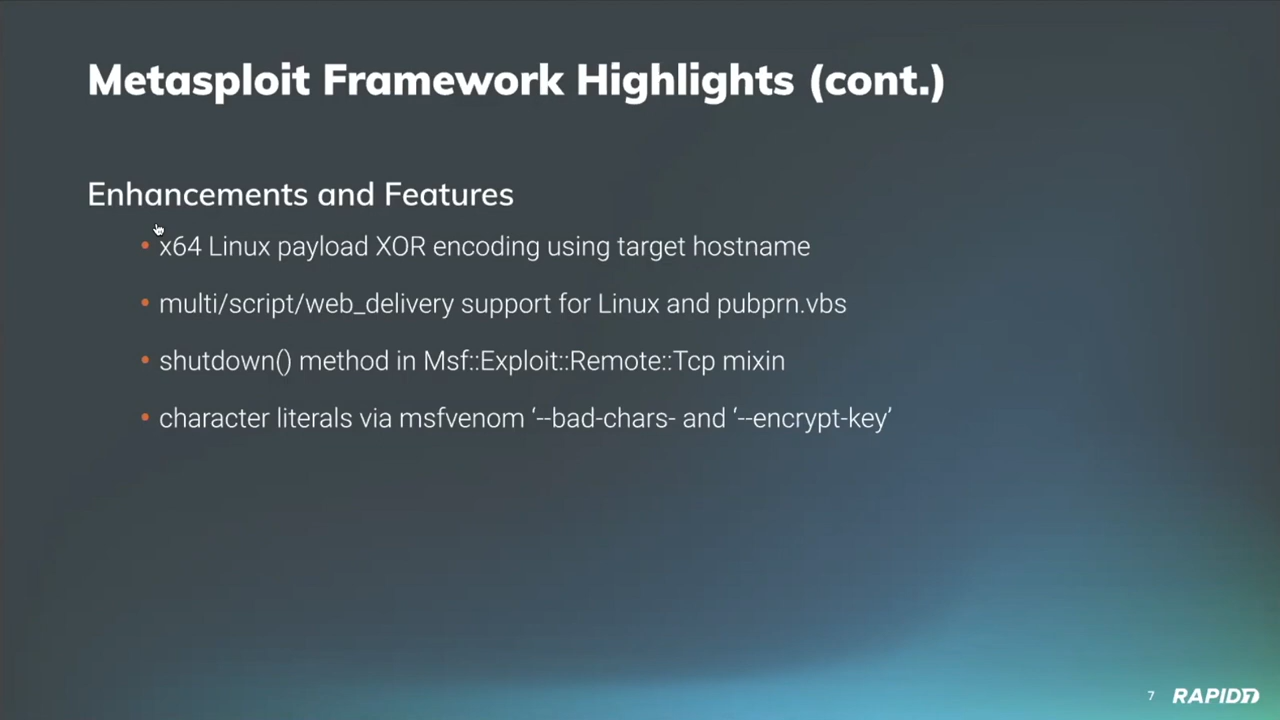 Metasploit Framework Highlights (cont.)
Enhancements and Features
• x64 Linux payload XOR encoding using target hostname
• multi/script/web_delivery support for Linux and pubprn.vbs
• shutdown() method in Msf::Exploit::Remote::Tcp mixin
• character literals via msfvenom ‘--bad-chars- and ‘--encrypt-key’
7 RAPID7